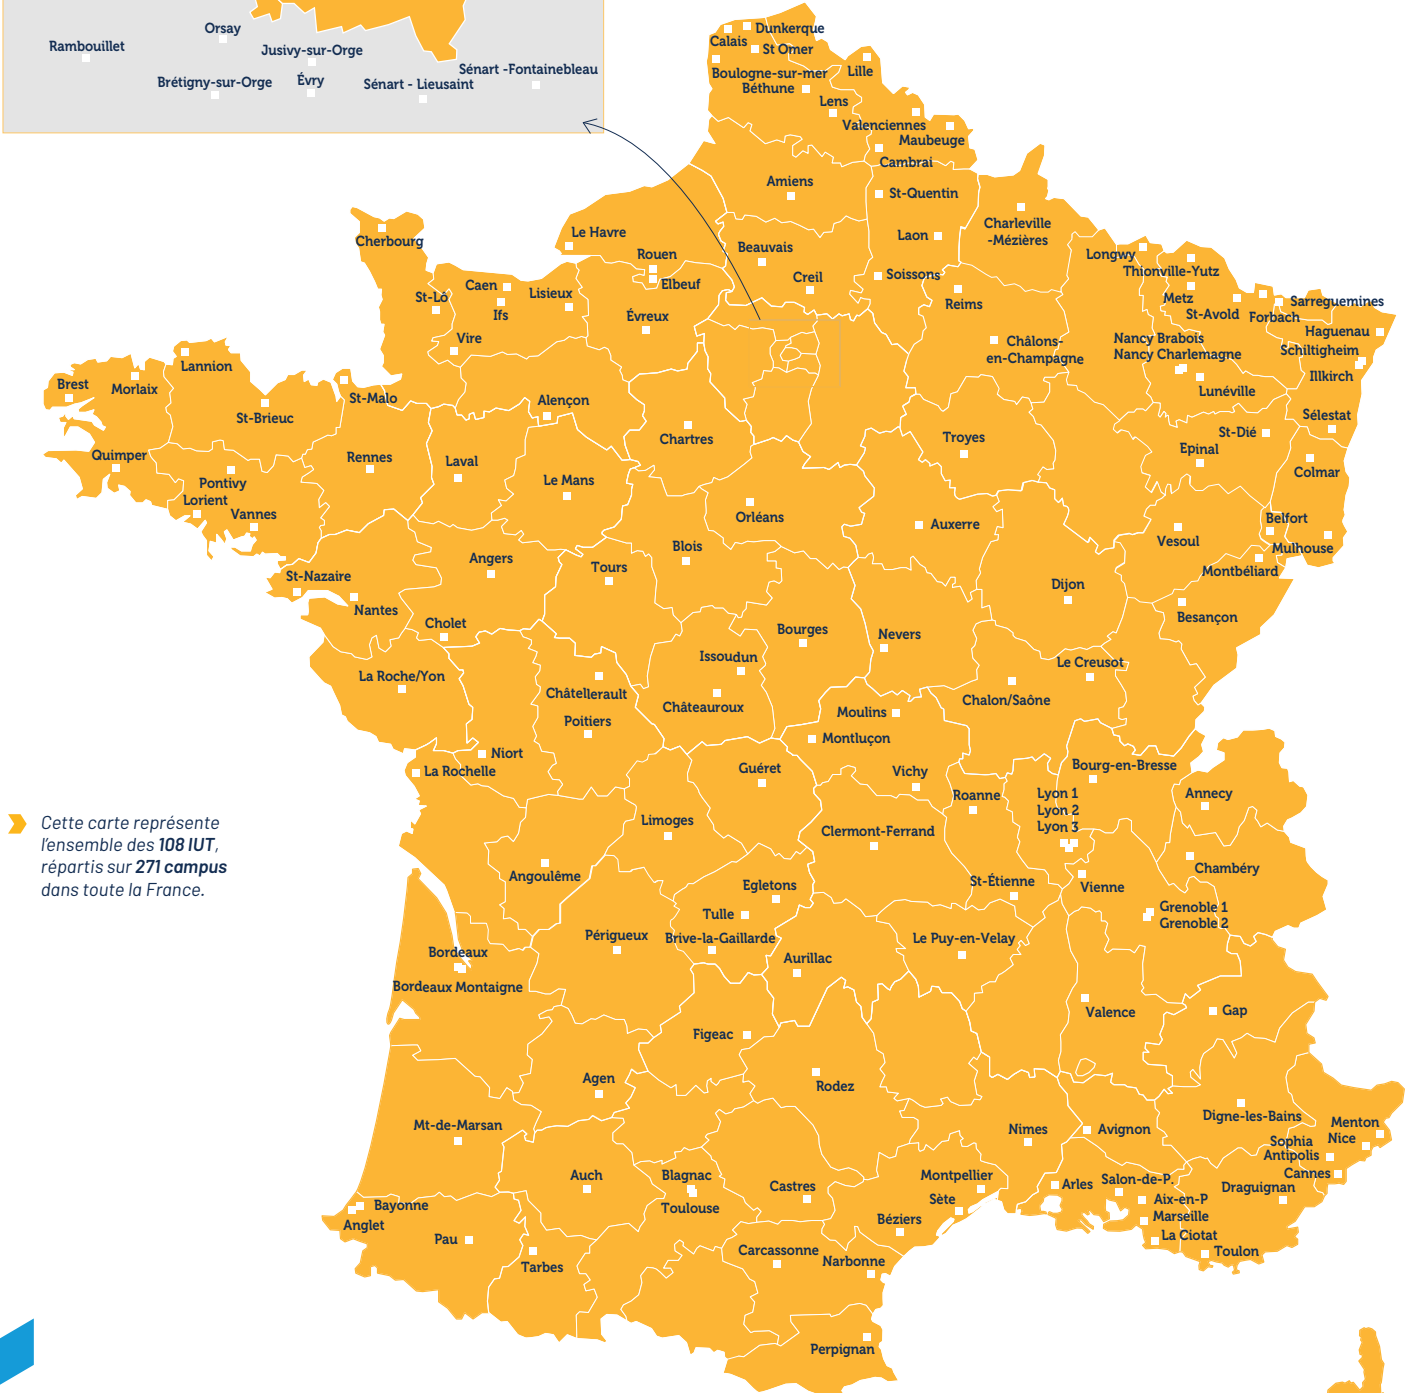 Orsay
Rambouillet
Jusivy-sur-Orge
Brétigny-sur-Orge
Évry
Sénart - Lieusaint
Sénart -Fontainebleau
Dunkerque
Calais
St Omer
Boulogne-sur-mer
Lille
Béthune
Lens
Valenciennes
Maubeuge
Cambrai
Amiens
St-Quentin
Charleville
-Mézières
Cherbourg
Le Havre
Laon
Rouen
Beauvais
Longwy
Elbeuf
Creil
Soissons
Thionville-Yutz
Caen
Lisieux
St-Lô
Ifs
Reims
Metz
St-Avold
Sarreguemines
Forbach
Évreux
Haguenau
Vire
Châlons-
en-Champagne
Nancy Brabois
Nancy Charlemagne
Schiltigheim
Lannion
Illkirch
Brest
Morlaix
St-Malo
Lunéville
St-Brieuc
Alençon
Sélestat
Chartres
Troyes
St-Dié
Epinal
Quimper
Rennes
Laval
Colmar
Pontivy
Le Mans
Lorient
Vannes
Orléans
Auxerre
Belfort
Vesoul
Mulhouse
Blois
Angers
Tours
Montbéliard
St-Nazaire
Dijon
Nantes
Besançon
Cholet
Bourges
Nevers
Issoudun
Le Creusot
La Roche/Yon
Châtellerault
Châteauroux
Chalon/Saône
Moulins
Poitiers
Montluçon
Niort
La Rochelle
Guéret
Vichy
Bourg-en-Bresse
Roanne
Lyon 1
Lyon 2
Lyon 3
Annecy
Limoges
Clermont-Ferrand
Cette carte représente
l'ensemble des 108 IUT,
répartis sur 271 campus
dans toute la France.
Angoulême
Chambéry
Egletons
St-Étienne
Vienne
Tulle
Grenoble 1
Grenoble 2
Périgueux
Brive-la-Gaillarde
Le Puy-en-Velay
Bordeaux
Aurillac
Bordeaux Montaigne
Valence
Gap
Figeac
Agen
Rodez
Mt-de-Marsan
Nimes
Avignon
Digne-les-Bains
Menton
Nice
Sophia
Antipolis
Auch
Blagnac
Castres
Montpellier
Arles
Salon-de-P.
Cannes
Draguignan
Toulouse
Sète
Aix-en-P
Bayonne
Anglet
Béziers
Marseille
Pau
La Ciotat
Carcassonne
Narbonne
Toulon
Tarbes
Perpignan